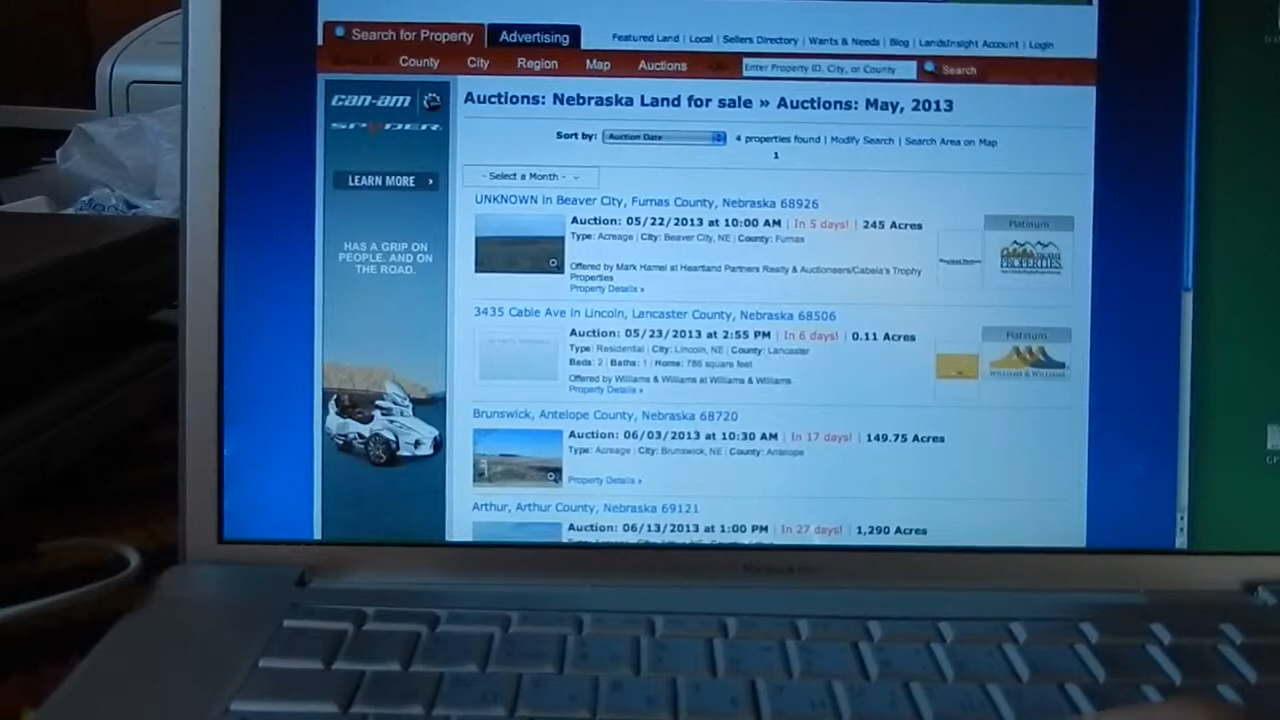 Search for Property Advertising Featured Land | Local | Sellers Directory | Wants & Needs | Blog | LandsInsight Account | Login
County City Region Map Auctions Enter Property ID, City, or County Search
can-am
SPYDER
LEARN MORE ›
HAS A GRIP ON
PEOPLE. AND ON
THE ROAD.
Auctions: Nebraska Land for sale » Auctions: May, 2013
Sort by: Auction Date 4 properties found | Modify Search | Search Area on Map
1
- Select a Month -
UNKNOWN in Beaver City, Furnas County, Nebraska 68926
Auction: 05/22/2013 at 10:00 AM | In 5 days! | 245 Acres
Type: Acreage | City: Beaver City, NE | County: Furnas
Offered by Mark Hamel at Heartland Partners Realty & Auctioneers/Cabela's Trophy
Properties
Property Details »
Platinum
PROPERTIES
3435 Cable Ave in Lincoln, Lancaster County, Nebraska 68506
Auction: 05/23/2013 at 2:55 PM | In 6 days! | 0.11 Acres
Type: Residential | City: Lincoln, NE | County: Lancaster
Beds: 2 | Baths: 1 | Home: 786 square feet
Offered by Williams & Williams at Williams & Williams
Property Details »
Platinum
WILLIAMS & WILLIAMS
Brunswick, Antelope County, Nebraska 68720
Auction: 06/03/2013 at 10:30 AM | In 17 days! | 149.75 Acres
Type: Acreage | City: Brunswick, NE | County: Antelope
Property Details »
Arthur, Arthur County, Nebraska 69121
Auction: 06/13/2013 at 1:00 PM | In 27 days! | 1,290 Acres